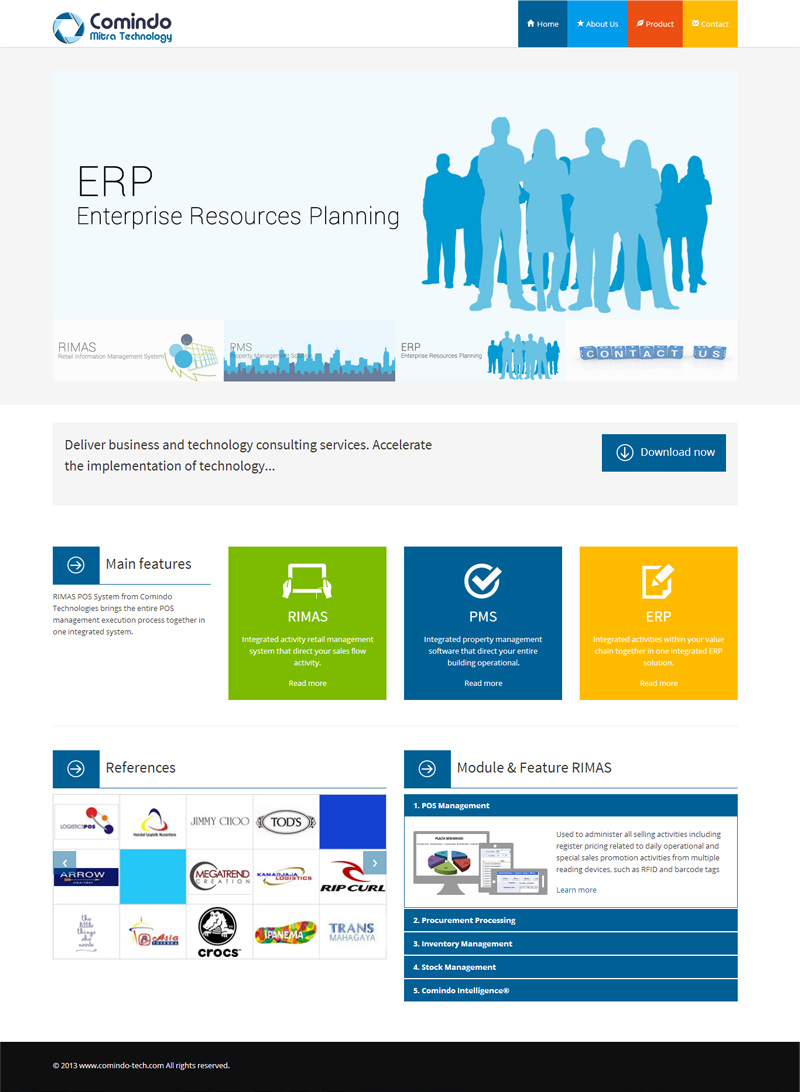 Comindo
Mitra Technology
Home
About Us
Product
Contact
ERP
Enterprise Resources Planning
RIMAS
Retail Information Management System
PMS
Property Management
ERP
Enterprise Resources Planning
CONTACT US
Deliver business and technology consulting services. Accelerate
the implementation of technology...
Download now
Main features
RIMAS POS System from Comindo
Technologies brings the entire POS
management execution process together in
one integrated system.
RIMAS
Integrated activity retail management
system that direct your sales flow
activity.
Read more
PMS
Integrated property management
software that direct your entire
building operational.
Read more
ERP
Integrated activities within your value
chain together in one integrated ERP
solution.
Read more
References
LOGISTICSPOS
Handal Logistik Nusantara
JIMMY CHOO
TOD'S
ARROW
MEGATREND
CREATION
KAMADJAJA
LOGISTICS
RIP CURL
the
little
things
she
needs
Asia
crocs™
IPANEMA
TRANS
MAHAGAYA
Module & Feature RIMAS
1. POS Management
Used to administer all selling activities including
register pricing related to daily operational and
special sales promotion activities from multiple
reading devices, such as RFID and barcode tags
Learn more
2. Procurement Processing
3. Inventory Management
4. Stock Management
5. Comindo Intelligence®
© 2013 www.comindo-tech.com All rights reserved.